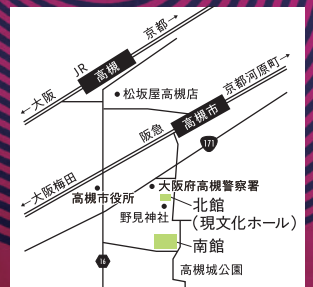 京都→
JR
高槻
←大阪
松坂屋高槻店
京都河原町→
高槻市
阪急
171
←大阪梅田
高槻市役所
大阪府高槻警察署
北館
(現文化ホール)
野見神社
南館
16
高槻城公園